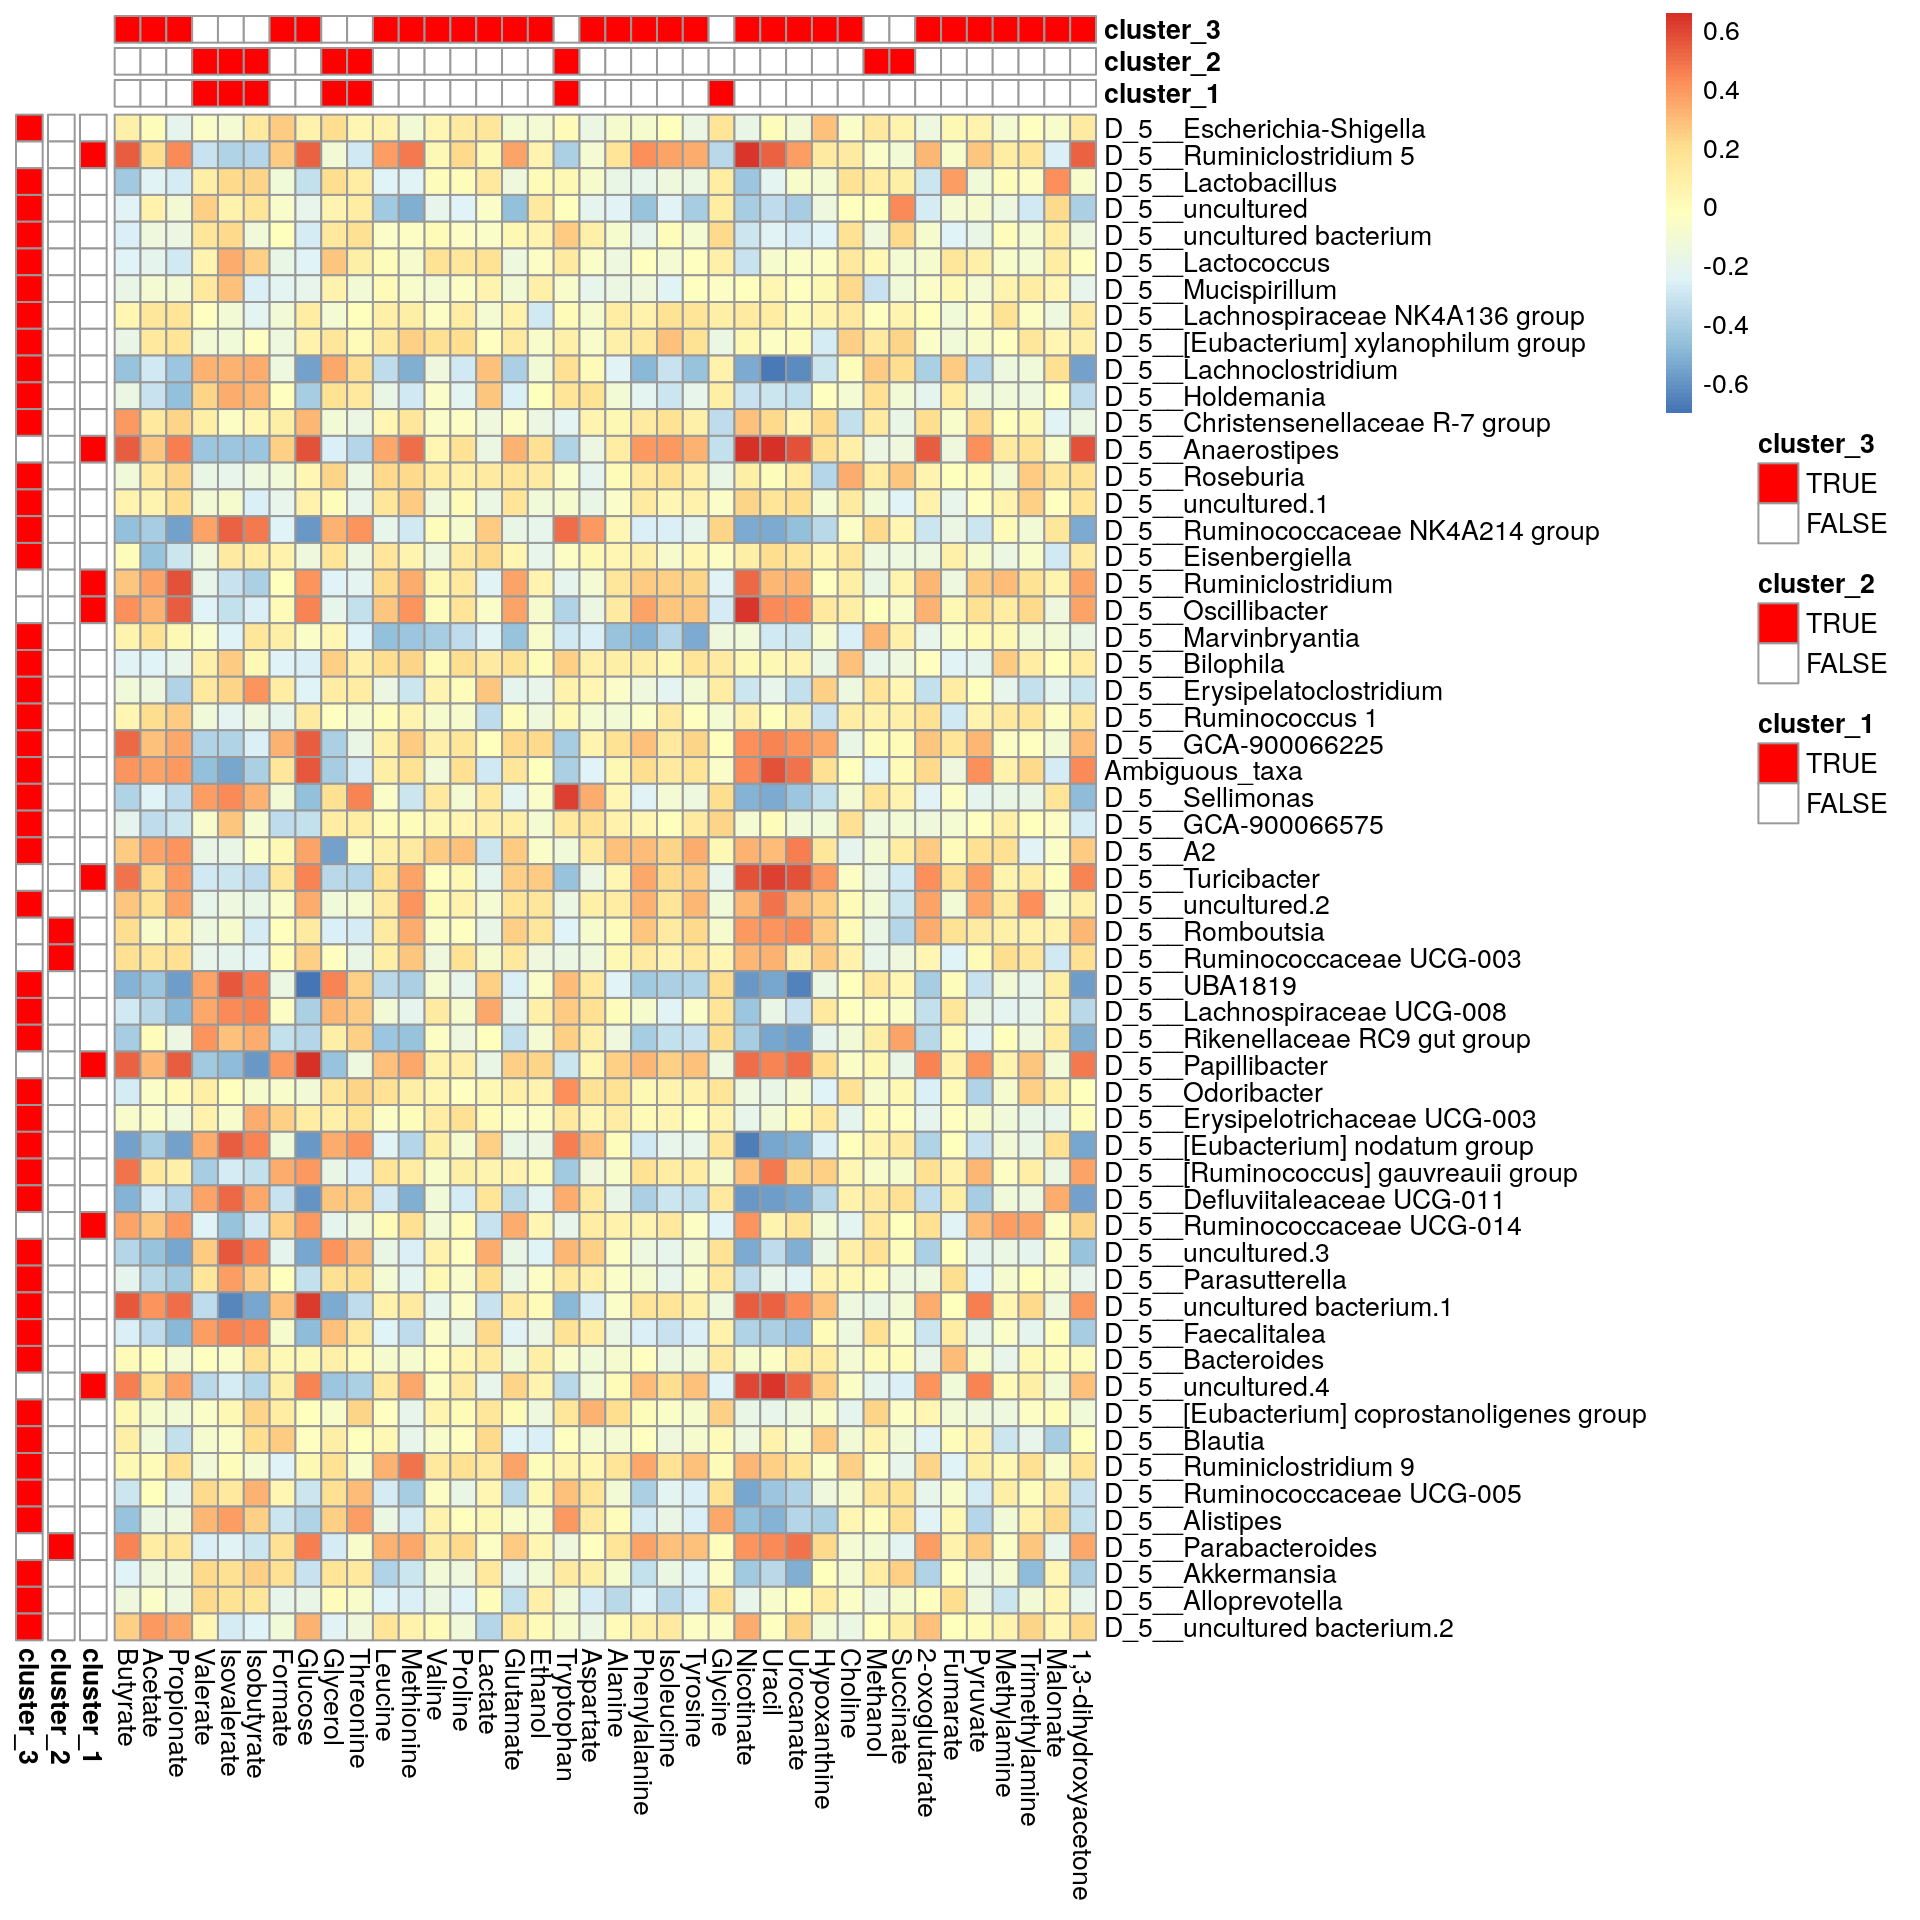 cluster_3
cluster_2
cluster_1
D_5__Escherichia-Shigella
D_5__Ruminiclostridium 5
D_5__Lactobacillus
D_5__uncultured
D_5__uncultured bacterium
D_5__Lactococcus
D_5__Mucispirillum
D_5__Lachnospiraceae NK4A136 group
D_5__[Eubacterium] xylanophilum group
D_5__Lachnoclostridium
D_5__Holdemania
D_5__Christensenellaceae R-7 group
D_5__Anaerostipes
D_5__Roseburia
D_5__uncultured.1
D_5__Ruminococcaceae NK4A214 group
D_5__Eisenbergiella
D_5__Ruminiclostridium
D_5__Oscillibacter
D_5__Marvinbryantia
D_5__Bilophila
D_5__Erysipelatoclostridium
D_5__Ruminococcus 1
D_5__GCA-900066225
Ambiguous_taxa
D_5__Sellimonas
D_5__GCA-900066575
D_5__A2
D_5__Turicibacter
D_5__uncultured.2
D_5__Romboutsia
D_5__Ruminococcaceae UCG-003
D_5__UBA1819
D_5__Lachnospiraceae UCG-008
D_5__Rikenellaceae RC9 gut group
D_5__Papillibacter
D_5__Odoribacter
D_5__Erysipelotrichaceae UCG-003
D_5__[Eubacterium] nodatum group
D_5__[Ruminococcus] gauvreauii group
D_5__Defluviitaleaceae UCG-011
D_5__Ruminococcaceae UCG-014
D_5__uncultured.3
D_5__Parasutterella
D_5__uncultured bacterium.1
D_5__Faecalitalea
D_5__Bacteroides
D_5__uncultured.4
D_5__[Eubacterium] coprostanoligenes group
D_5__Blautia
D_5__Ruminiclostridium 9
D_5__Ruminococcaceae UCG-005
D_5__Alistipes
D_5__Parabacteroides
D_5__Akkermansia
D_5__Alloprevotella
D_5__uncultured bacterium.2
cluster_3
cluster_2
cluster_1
Butyrate
Acetate
Propionate
Valerate
Isovalerate
Isobutyrate
Formate
Glucose
Glycerol
Threonine
Leucine
Methionine
Valine
Proline
Lactate
Glutamate
Ethanol
Tryptophan
Aspartate
Alanine
Phenylalanine
Isoleucine
Tyrosine
Glycine
Nicotinate
Uracil
Urocanate
Hypoxanthine
Choline
Methanol
Succinate
2-oxoglutarate
Fumarate
Pyruvate
Methylamine
Trimethylamine
Malonate
1,3-dihydroxyacetone
0.6
0.4
0.2
0
-0.2
-0.4
-0.6
cluster_3
TRUE
FALSE
cluster_2
TRUE
FALSE
cluster_1
TRUE
FALSE